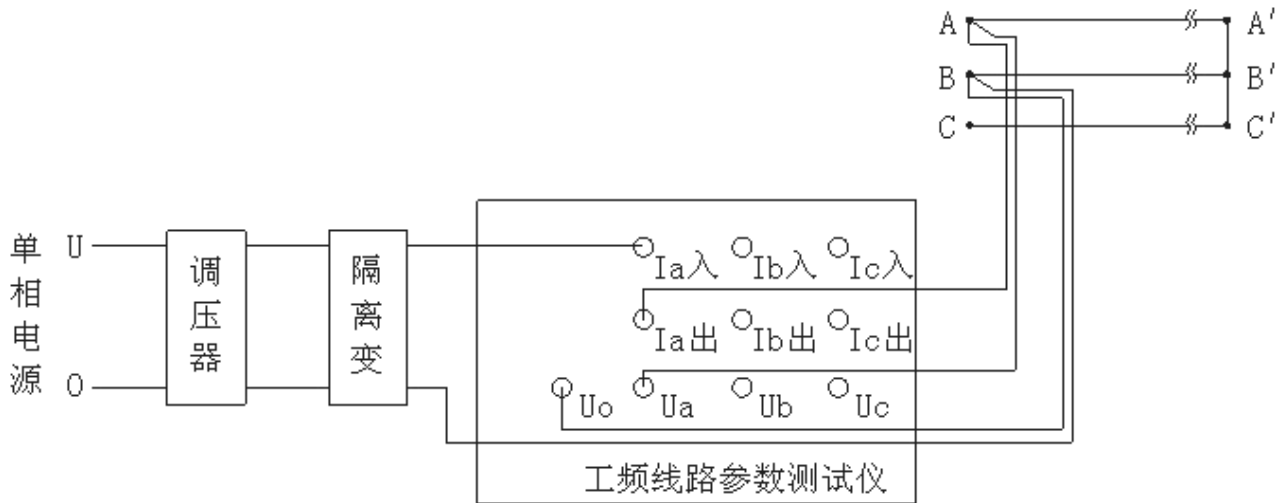 A A'
B B'
C C'
单相电源
U
O
调压器
隔离变
Ia入 Ib入 Ic入
Ia出 Ib出 Ic出
Uo Ua Ub Uc
工频线路参数测试仪